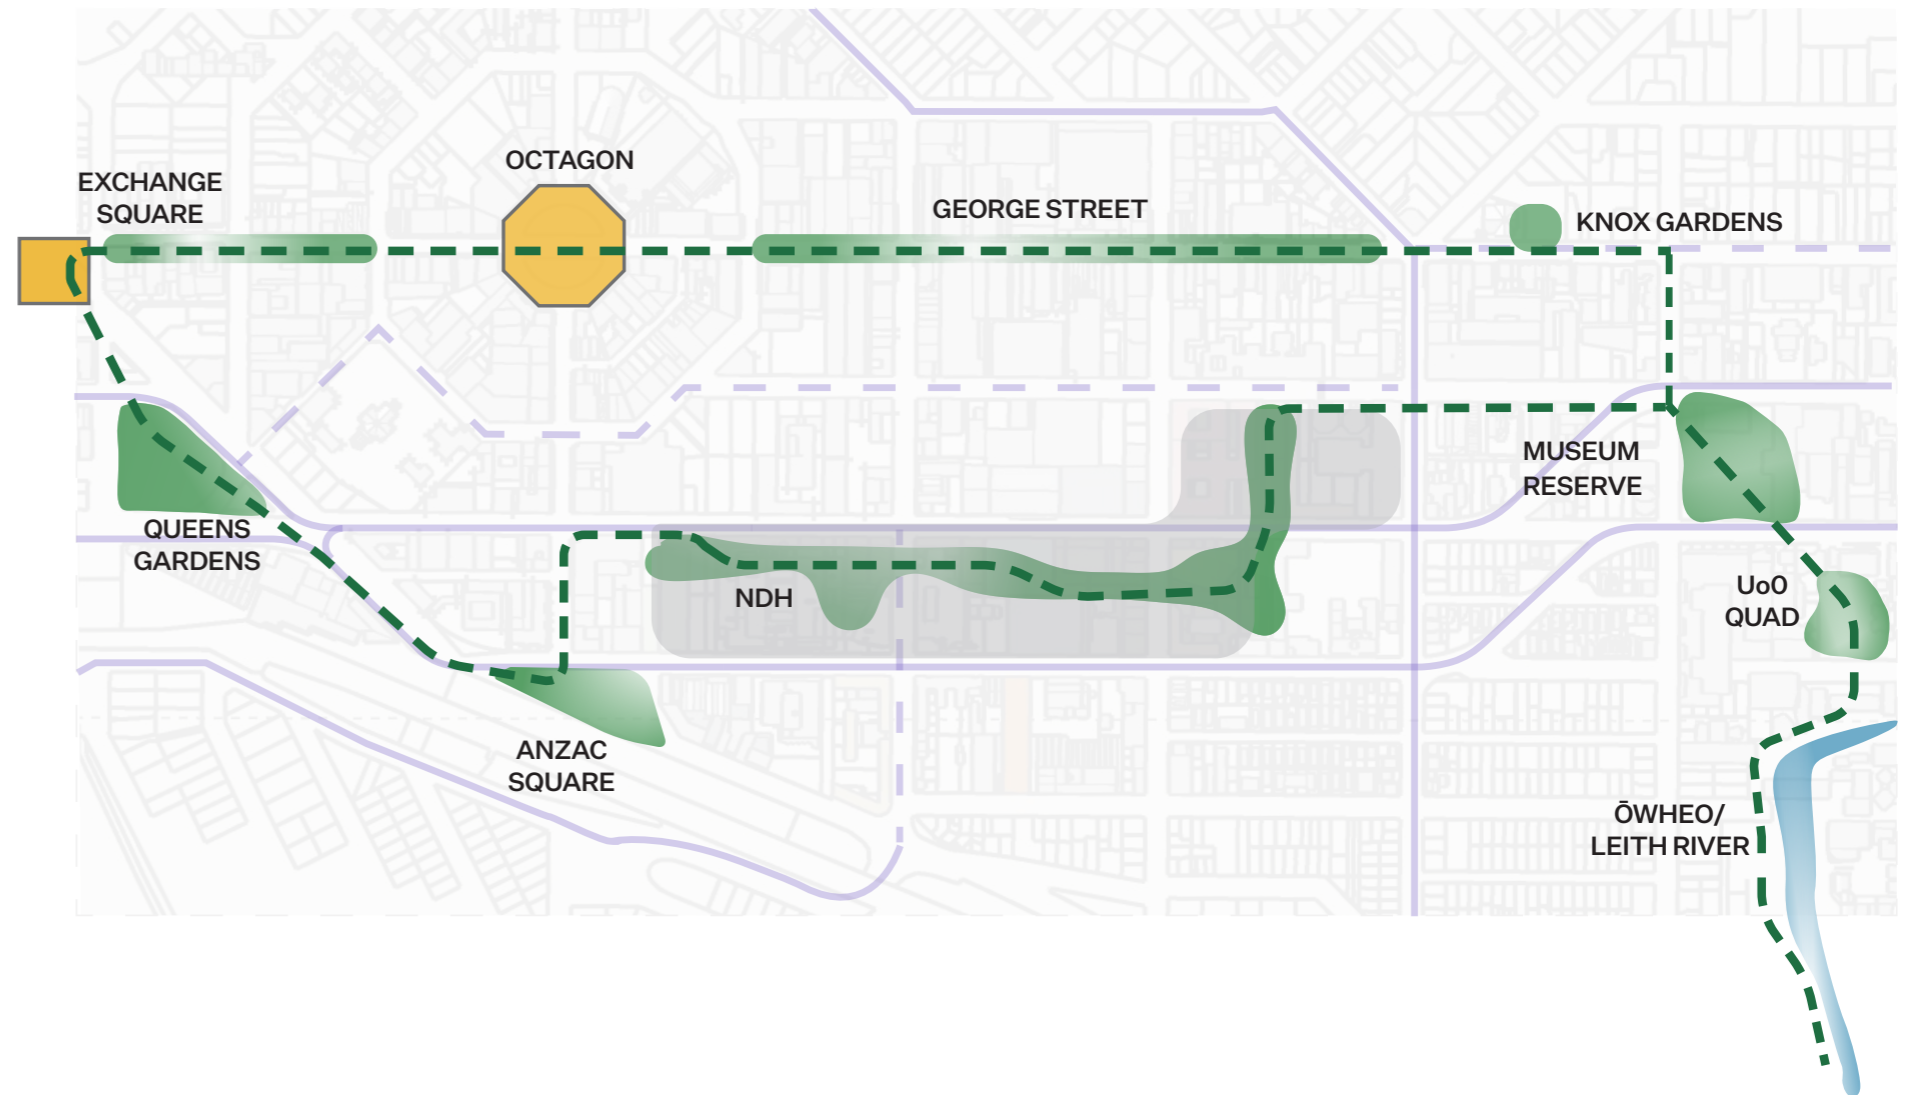 OCTAGON
EXCHANGE
SQUARE
GEORGE STREET
KNOX GARDENS
MUSEUM
RESERVE
QUEENS
GARDENS
NDH
UoO
QUAD
ANZAC
SQUARE
ŌWHEO/
LEITH RIVER